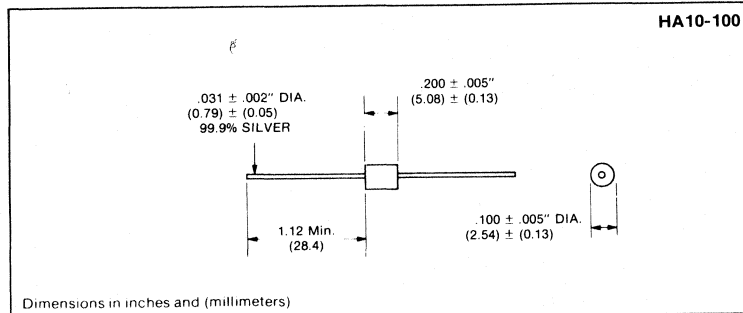 HA10-100
.031 ± .002" DIA.
(0.79) ± (0.05)
99.9% SILVER
.200 ± .005"
(5.08) ± (0.13)
1.12 Min.
(28.4)
.100 ± .005" DIA.
(2.54) ± (0.13)
Dimensions in inches and (millimeters)